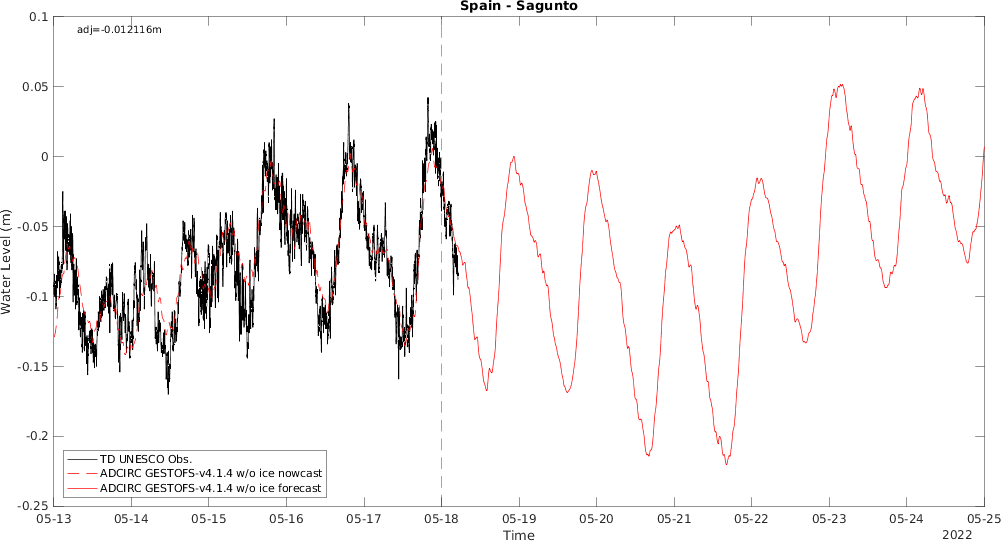 Spain - Sagunto
adj=-0.012116m
0.1
0.05
0
-0.05
-0.1
-0.15
-0.2
-0.25
Water Level (m)
TD UNESCO Obs.
ADCIRC GESTOFS-v4.1.4 w/o ice nowcast
ADCIRC GESTOFS-v4.1.4 w/o ice forecast
05-13 05-14 05-15 05-16 05-17 05-18 05-19 05-20 05-21 05-22 05-23 05-24 05-25
Time
2022